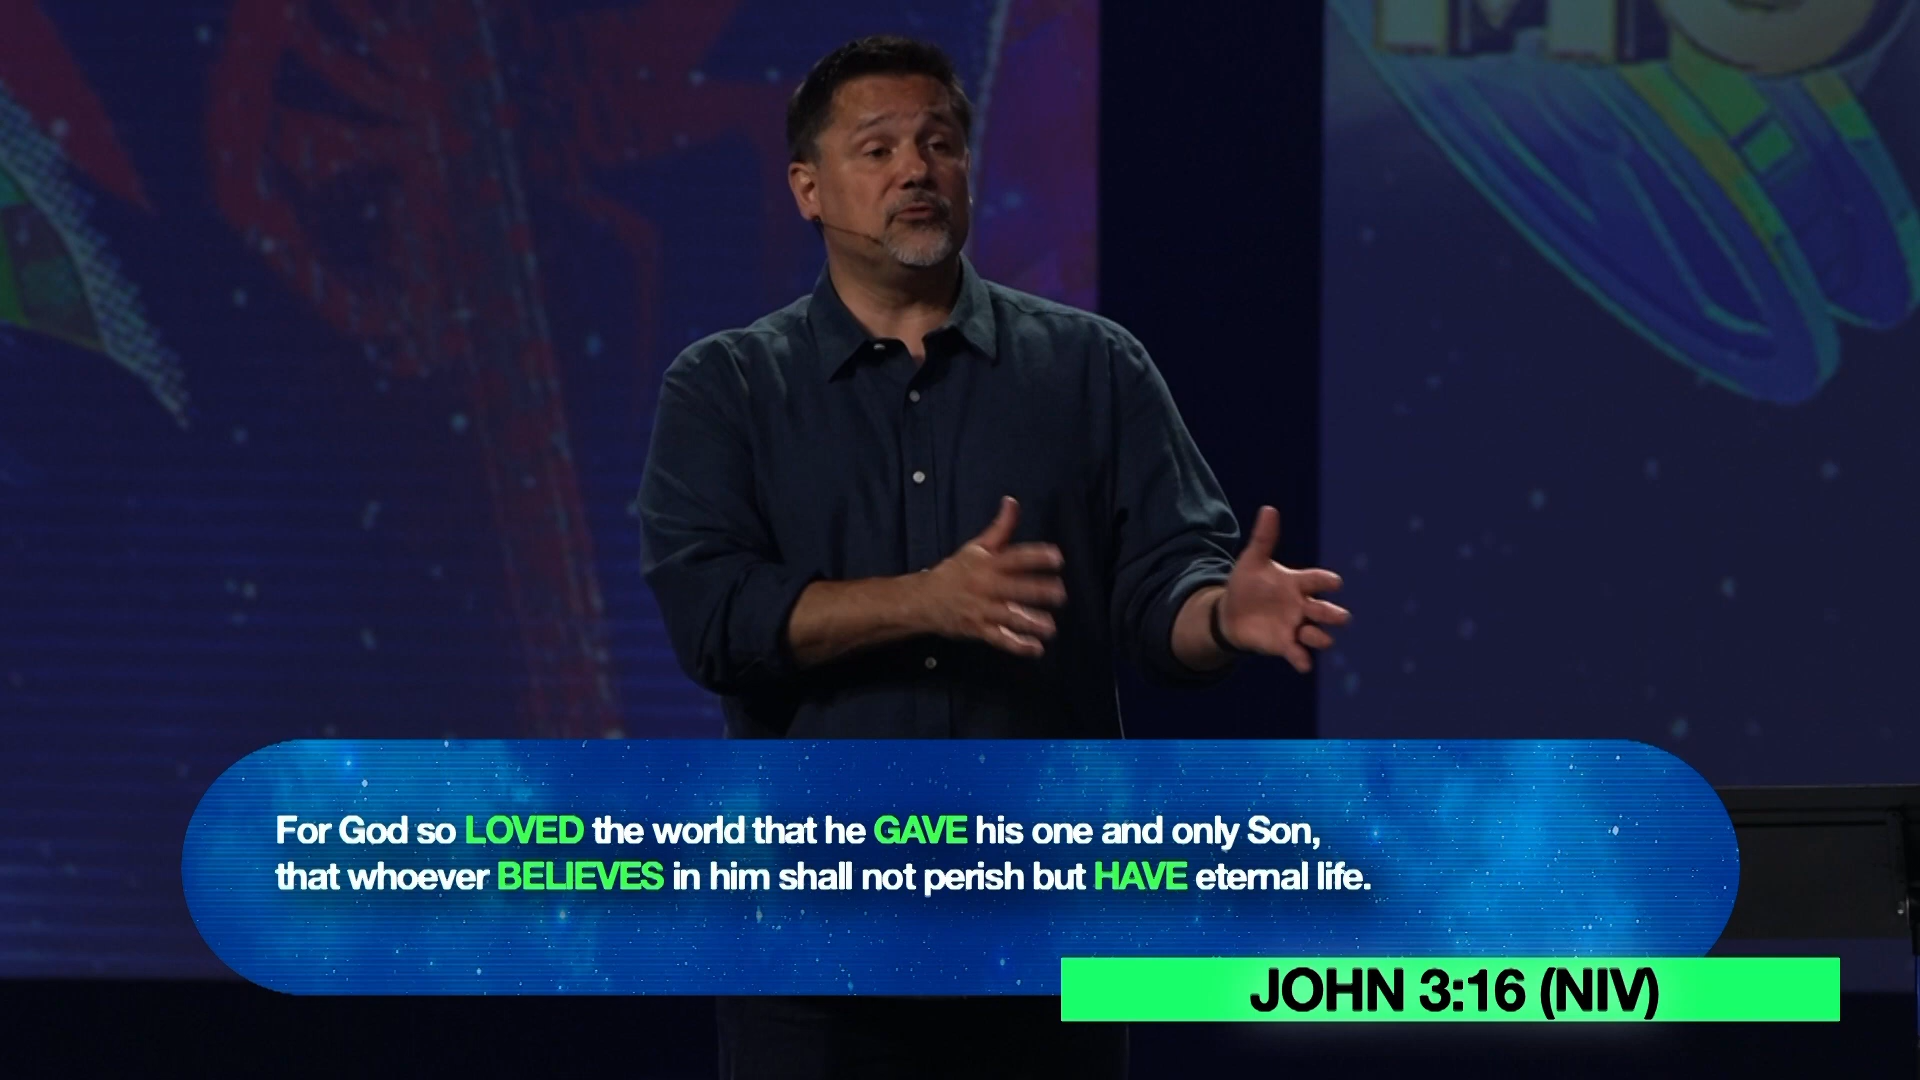 For God so LOVED the world that he GAVE his one and only Son,
that whoever BELIEVES in him shall not perish but HAVE eternal life.
JOHN 3:16 (NIV)